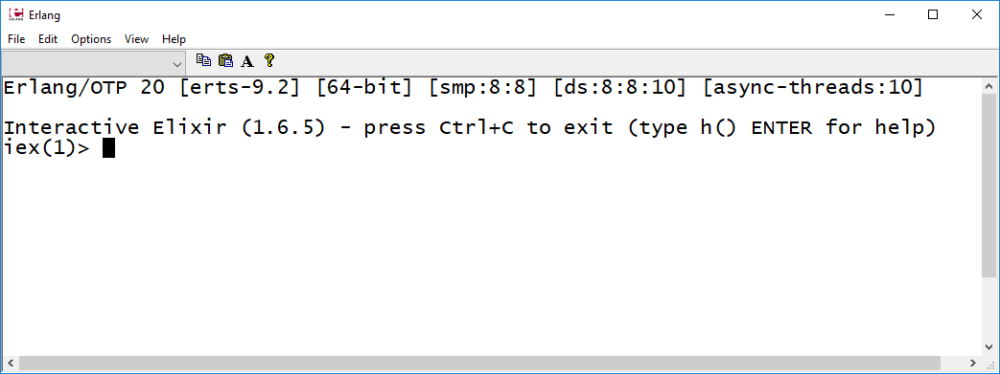 Erlang
File Edit Options View Help
Erlang/OTP 20 [erts-9.2] [64-bit] [smp:8:8] [ds:8:8:10] [async-threads:10]
Interactive Elixir (1.6.5) - press Ctrl+C to exit (type h() ENTER for help)
iex(1)>